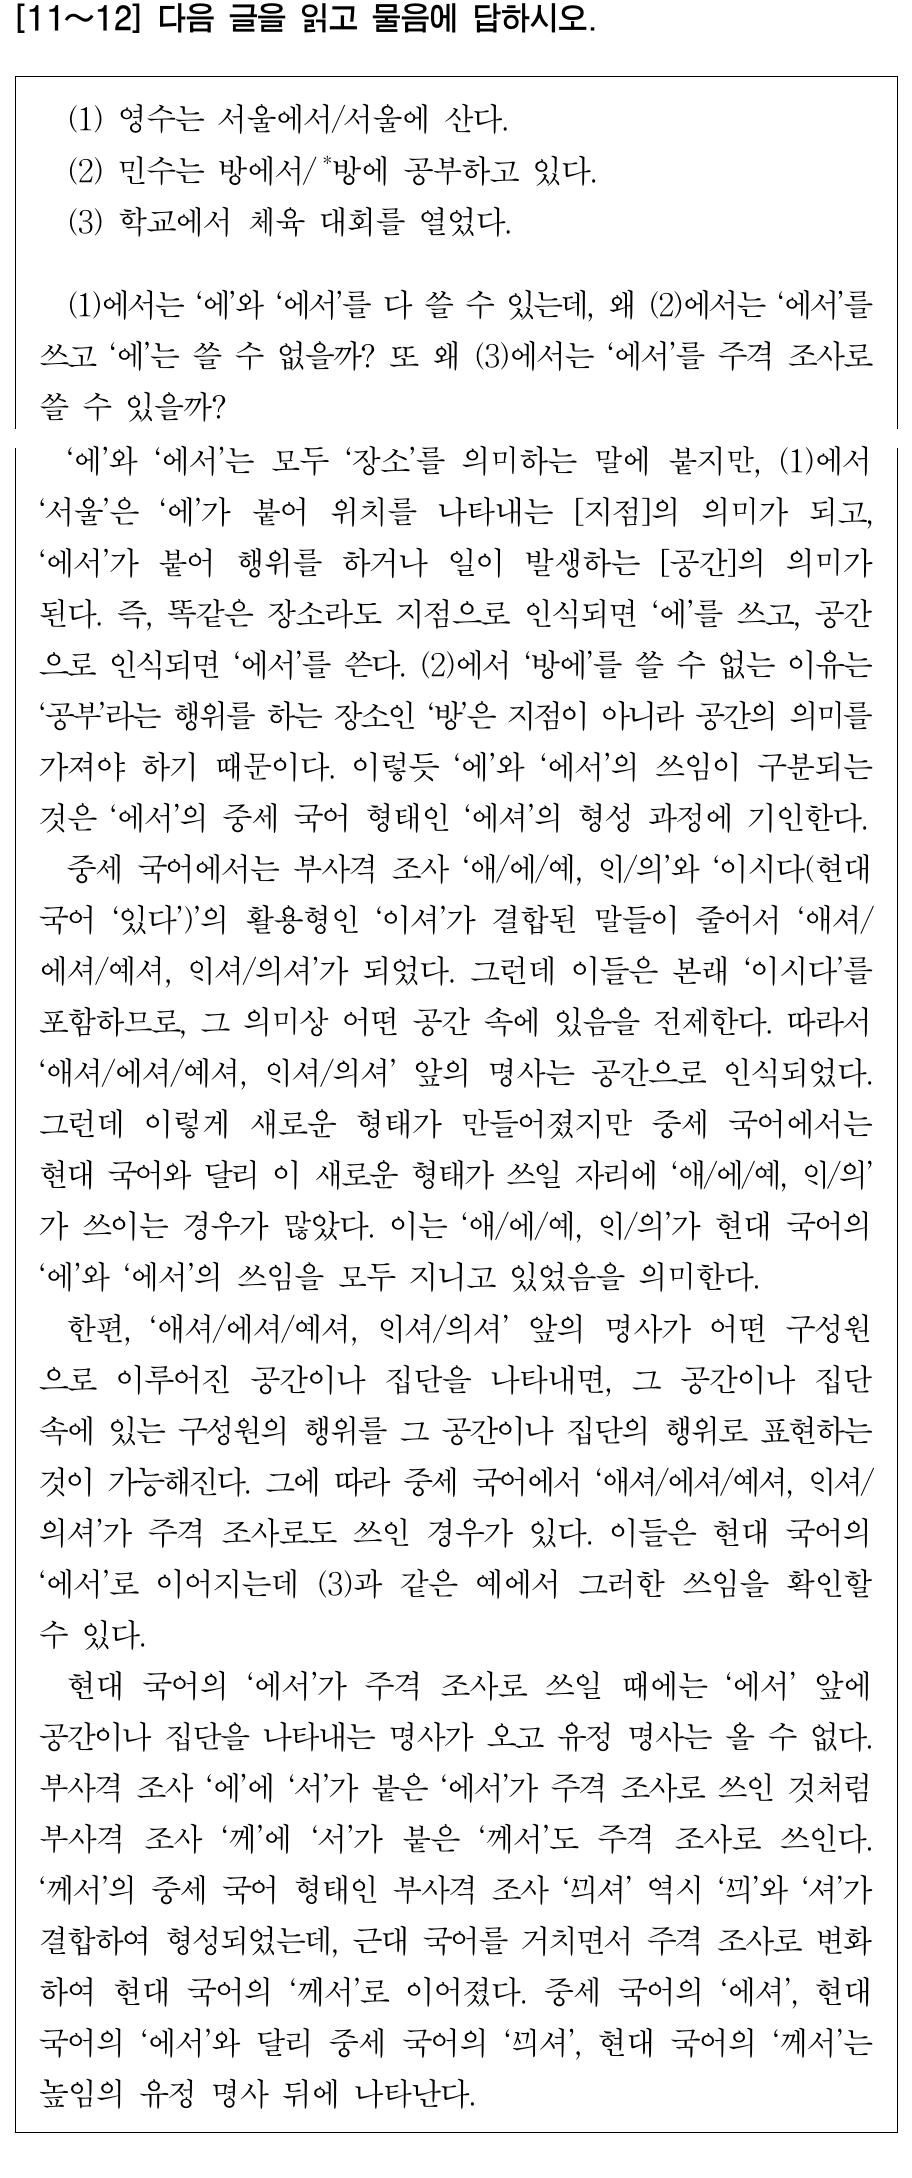 [11～12] 다음 글을 읽고 물음에 답하시오.
(1) 영수는 서울에서/서울에 산다.
(2) 민수는 방에서/*방에 공부하고 있다.
(3) 학교에서 체육 대회를 열었다.
(1)에서는 ‘에’와 ‘에서’를 다 쓸 수 있는데, 왜 (2)에서는 ‘에서’를
쓰고 ‘에’는 쓸 수 없을까? 또 왜 (3)에서는 ‘에서’를 주격 조사로
쓸 수 있을까?
‘에’와 ‘에서’는 모두 ‘장소’를 의미하는 말에 붙지만, (1)에서
‘서울’은 ‘에’가 붙어 위치를 나타내는 [지점]의 의미가 되고,
‘에서’가 붙어 행위를 하거나 일이 발생하는 [공간]의 의미가
된다. 즉, 똑같은 장소라도 지점으로 인식되면 ‘에’를 쓰고, 공간
으로 인식되면 ‘에서’를 쓴다. (2)에서 ‘방에’를 쓸 수 없는 이유는
‘공부’라는 행위를 하는 장소인 ‘방’은 지점이 아니라 공간의 의미를
가져야 하기 때문이다. 이렇듯 ‘에’와 ‘에서’의 쓰임이 구분되는
것은 ‘에서’의 중세 국어 형태인 ‘에셔’의 형성 과정에 기인한다.
중세 국어에서는 부사격 조사 ‘애/에/예, ᄋᆡ/의’와 ‘이시다(현대
국어 ‘있다’)’의 활용형인 ‘이셔’가 결합된 말들이 줄어서 ‘애셔/
에셔/예셔, ᄋᆡ셔/의셔’가 되었다. 그런데 이들은 본래 ‘이시다’를
포함하므로, 그 의미상 어떤 공간 속에 있음을 전제한다. 따라서
‘애셔/에셔/예셔, ᄋᆡ셔/의셔’ 앞의 명사는 공간으로 인식되었다.
그런데 이렇게 새로운 형태가 만들어졌지만 중세 국어에서는
현대 국어와 달리 이 새로운 형태가 쓰일 자리에 ‘애/에/예, ᄋᆡ/의’
가 쓰이는 경우가 많았다. 이는 ‘애/에/예, ᄋᆡ/의’가 현대 국어의
‘에’와 ‘에서’의 쓰임을 모두 지니고 있었음을 의미한다.
한편, ‘애셔/에셔/예셔, ᄋᆡ셔/의셔’ 앞의 명사가 어떤 구성원
으로 이루어진 공간이나 집단을 나타내면, 그 공간이나 집단
속에 있는 구성원의 행위를 그 공간이나 집단의 행위로 표현하는
것이 가능해진다. 그에 따라 중세 국어에서 ‘애셔/에셔/예셔, ᄋᆡ셔/
의셔’가 주격 조사로도 쓰인 경우가 있다. 이들은 현대 국어의
‘에서’로 이어지는데 (3)과 같은 예에서 그러한 쓰임을 확인할
수 있다.
현대 국어의 ‘에서’가 주격 조사로 쓰일 때에는 ‘에서’ 앞에
공간이나 집단을 나타내는 명사가 오고 유정 명사는 올 수 없다.
부사격 조사 ‘에’에 ‘서’가 붙은 ‘에서’가 주격 조사로 쓰인 것처럼
부사격 조사 ‘께’에 ‘서’가 붙은 ‘께서’도 주격 조사로 쓰인다.
‘께서’의 중세 국어 형태인 부사격 조사 ‘ᄭᅴ셔’ 역시 ‘ᄭᅴ’와 ‘셔’가
결합하여 형성되었는데, 근대 국어를 거치면서 주격 조사로 변화
하여 현대 국어의 ‘께서’로 이어졌다. 중세 국어의 ‘에셔’, 현대
국어의 ‘에서’와 달리 중세 국어의 ‘ᄭᅴ셔’, 현대 국어의 ‘께서’는
높임의 유정 명사 뒤에 나타난다.